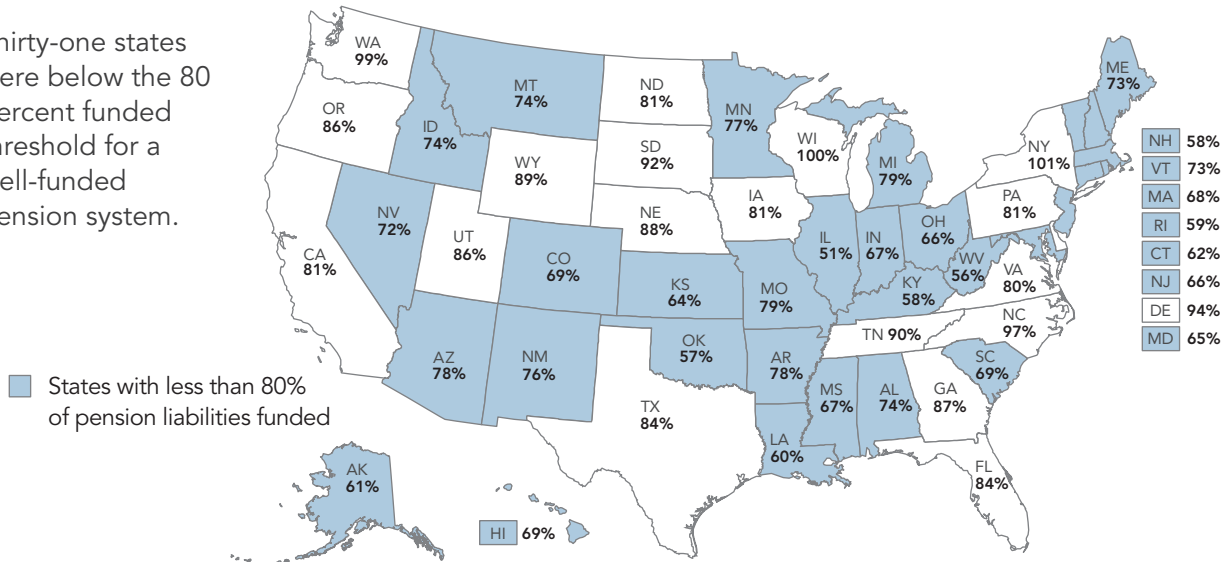 hirty-one states
ere below the 80
ercent funded
reshold for a
ell-funded
ension system.
WA
99%
OR
86%
CA
81%
NV
72%
ID
74%
MT
74%
WY
89%
UT
86%
CO
69%
AZ
78%
NM
76%
ND
81%
SD
92%
NE
88%
KS
64%
OK
57%
TX
84%
MN
77%
IA
81%
MO
79%
AR
78%
LA
60%
WI
100%
IL
51%
MI
79%
IN
67%
OH
66%
KY
58%
WV
56%
TN 90%
MS
67%
AL
74%
GA
87%
FL
84%
SC
69%
NC
97%
VA
80%
PA
81%
NY
101%
ME
73%
NH 58%
VT 73%
MA 68%
RI 59%
CT 62%
NJ 66%
DE 94%
MD 65%
AK
61%
HI 69%
States with less than 80%
of pension liabilities funded